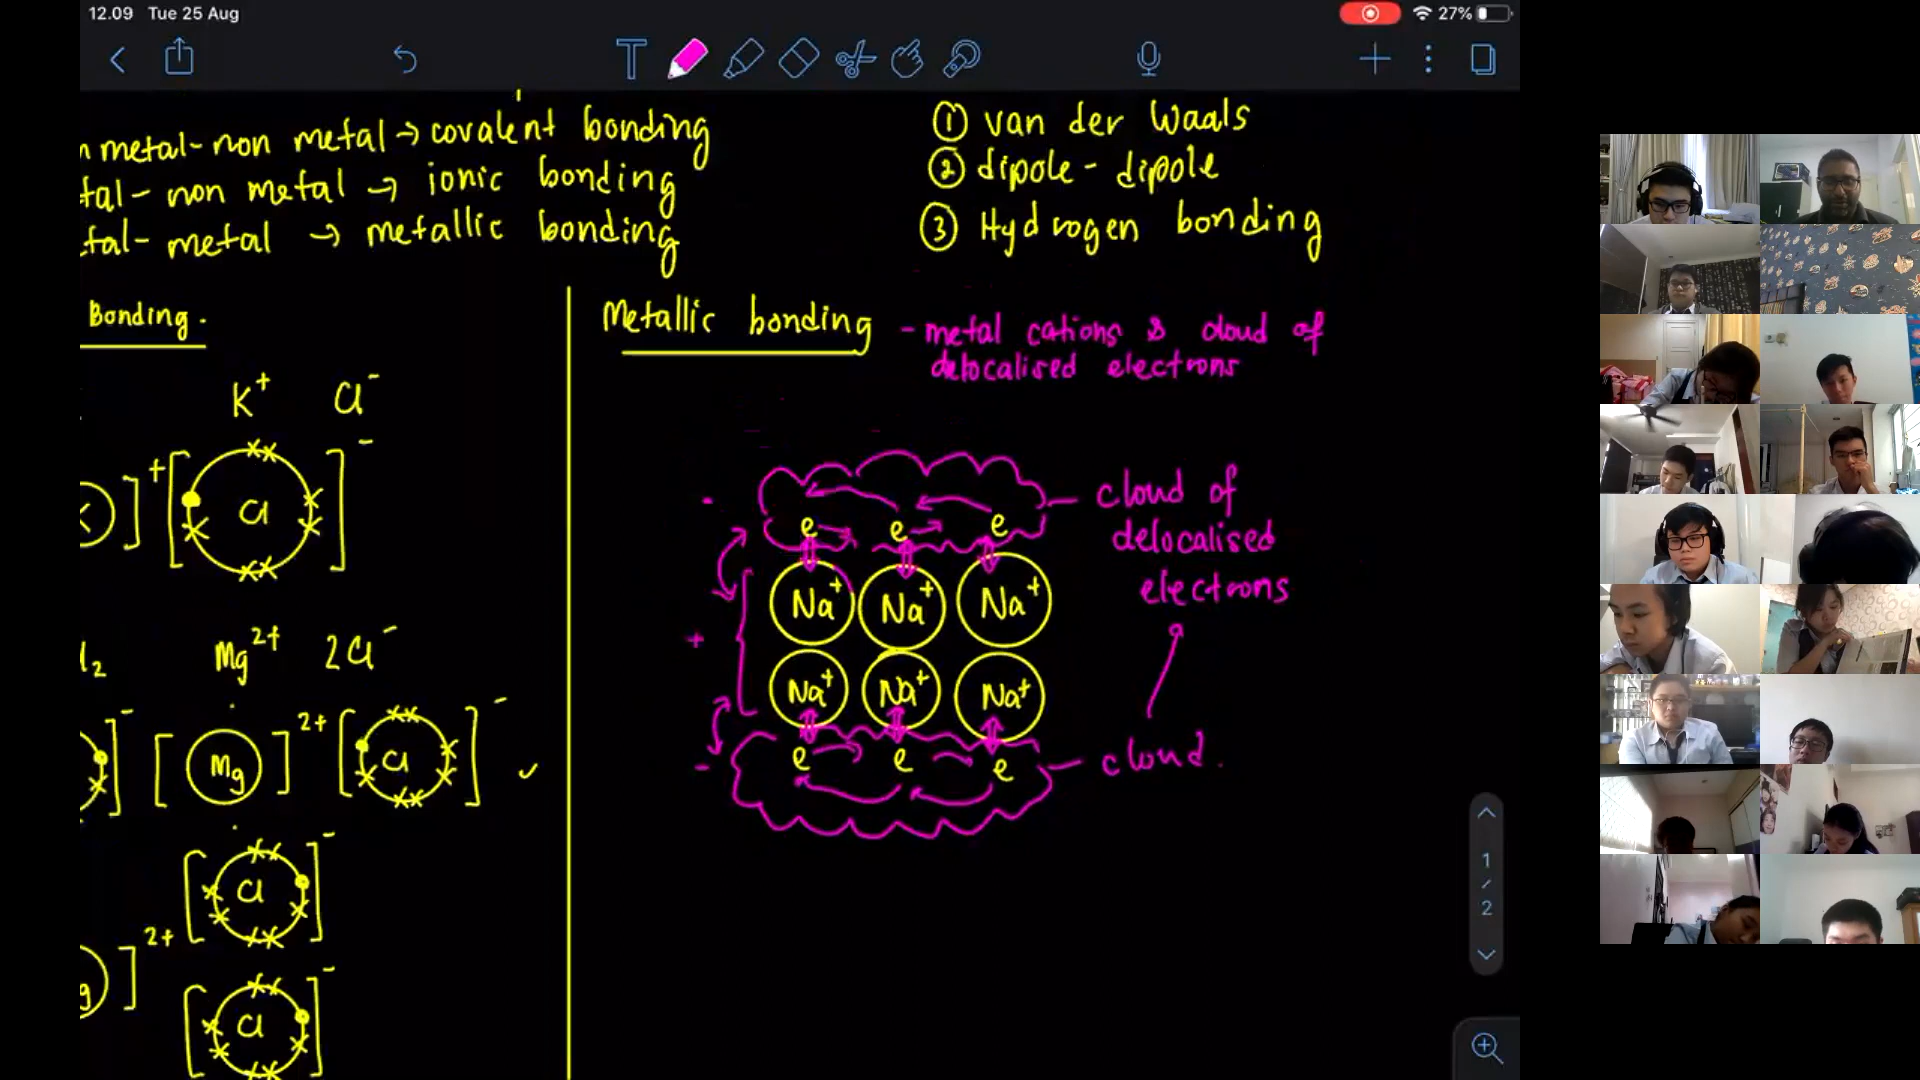 12.09 Tue 25 Aug
27%
n metal-non metal → covalent bonding
tal- non metal → ionic bonding
tal- metal → metallic bonding
① van der Waals
② dipole - dipole
③ Hydrogen bonding
Bonding.
K⁺ Cl⁻
]⁺ [ Cl ]⁻
Mg²⁺ 2Cl⁻
]⁻ [ Mg ]²⁺ [ Cl ]⁻ ✓
[ Cl ]⁻
]²⁺
[ Cl ]⁻
Metallic bonding - metal cations & cloud of
delocalised electrons
- cloud of
delocalised
electrons
e e e
Na⁺ Na⁺ Na⁺
+
Na⁺ Na⁺ Na⁺
e e e
- cloud.
1
/
2